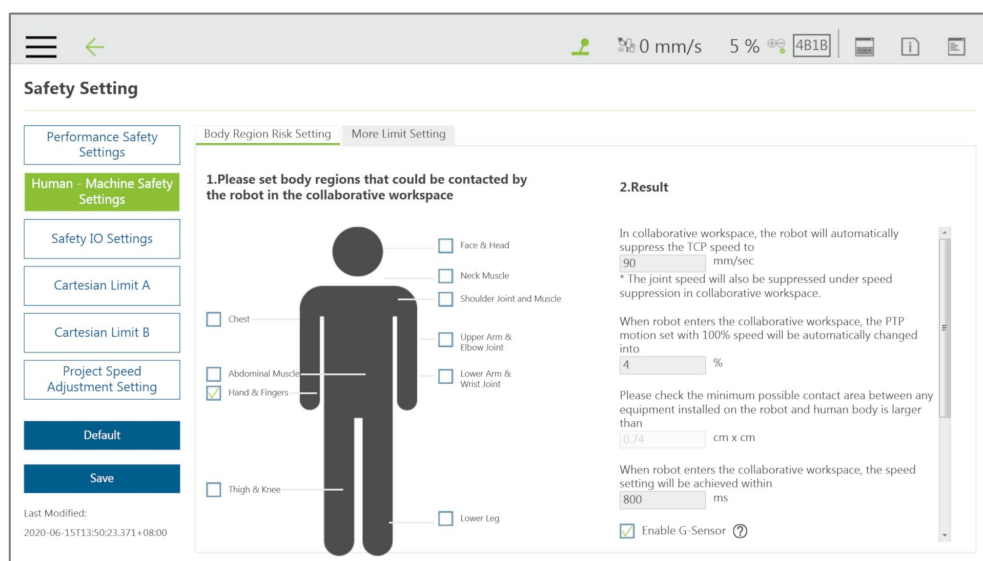 0 mm/s 5 % 4B1B
Safety Setting
Performance Safety
Settings
Human - Machine Safety
Settings
Safety IO Settings
Cartesian Limit A
Cartesian Limit B
Project Speed
Adjustment Setting
Default
Save
Last Modified:
2020-06-15T13:50:23.371+08:00
Body Region Risk Setting More Limit Setting
1.Please set body regions that could be contacted by
the robot in the collaborative workspace
Face & Head
Neck Muscle
Shoulder Joint and Muscle
Chest
Upper Arm &
Elbow Joint
Abdominal Muscle
Lower Arm &
Wrist Joint
Hand & Fingers
Thigh & Knee
Lower Leg
2.Result
In collaborative workspace, the robot will automatically
suppress the TCP speed to
90 mm/sec
* The joint speed will also be suppressed under speed
suppression in collaborative workspace.
When robot enters the collaborative workspace, the PTP
motion set with 100% speed will be automatically changed
into
4 %
Please check the minimum possible contact area between any
equipment installed on the robot and human body is larger
than
0.74 cm x cm
When robot enters the collaborative workspace, the speed
setting will be achieved within
800 ms
Enable G-Sensor ?